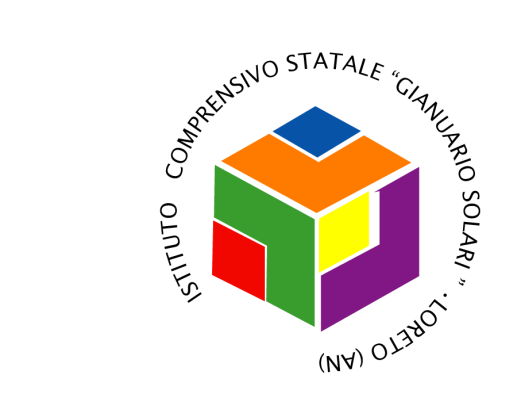 ISTITUTO COMPRENSIVO STATALE “GIANUARIO SOLARI ” · LORETO (AN)